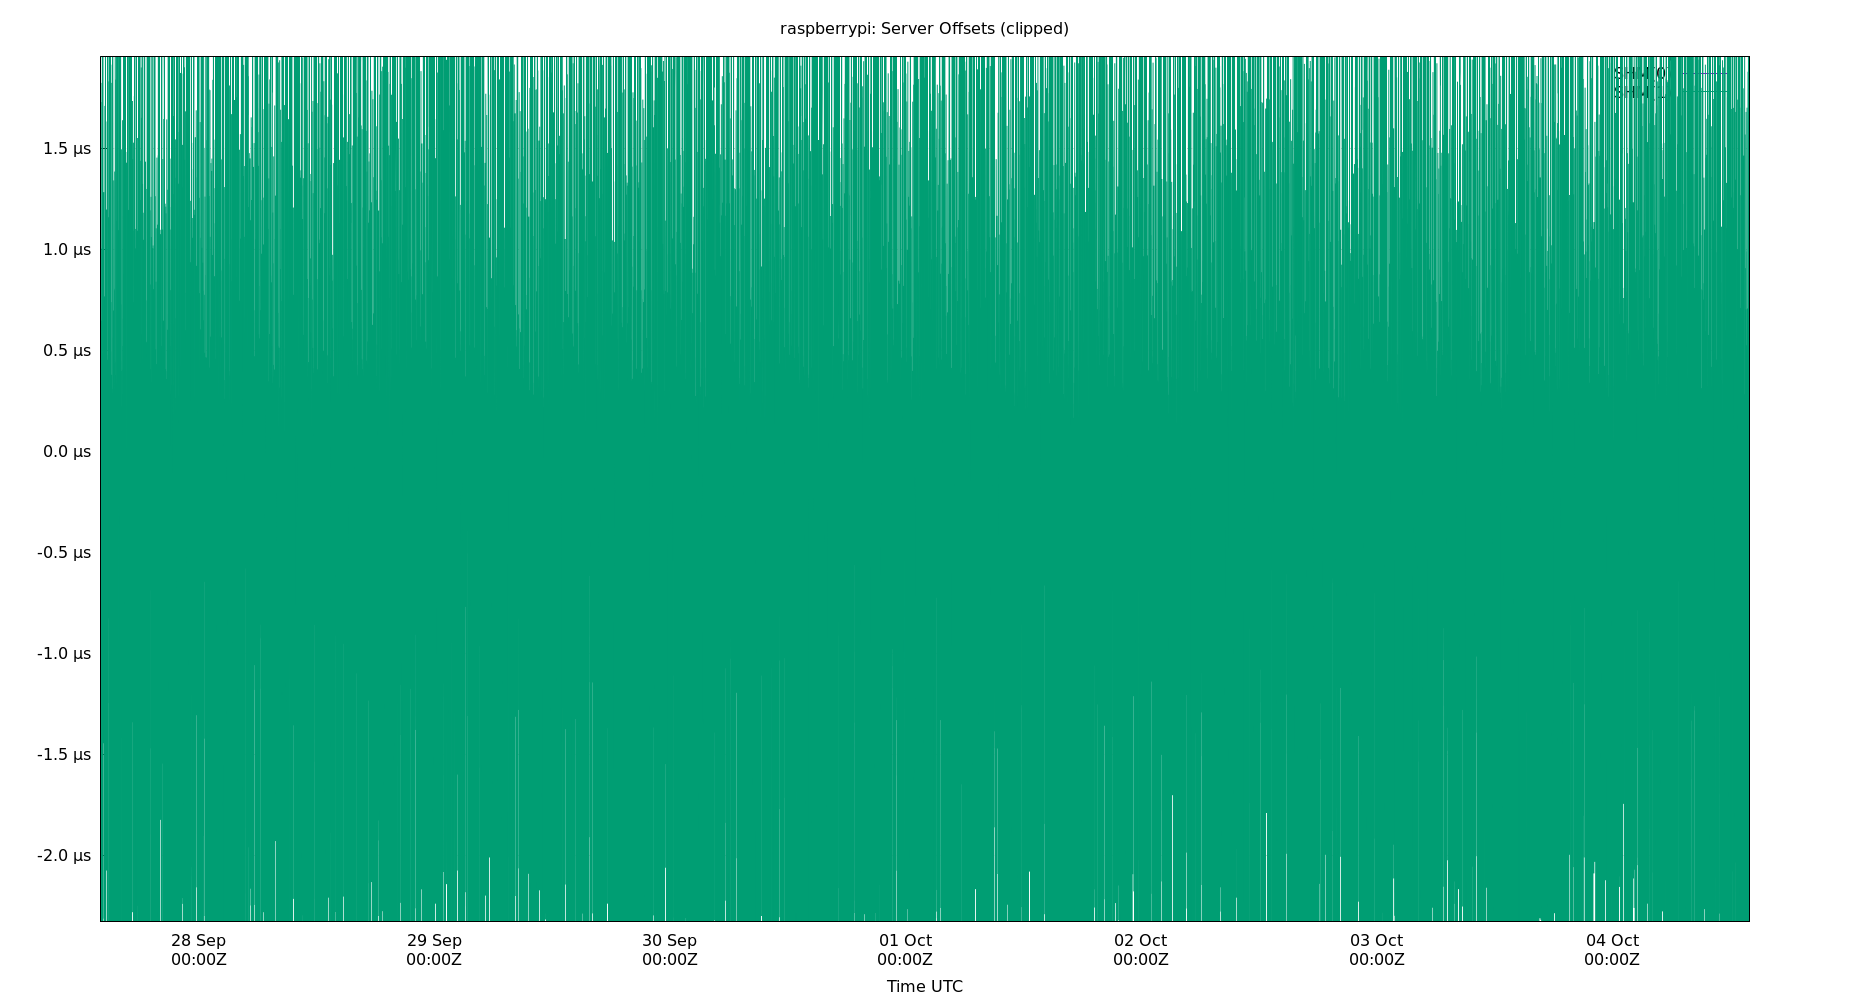 raspberrypi: Server Offsets (clipped)
1.5 µs
1.0 µs
0.5 µs
0.0 µs
-0.5 µs
-1.0 µs
-1.5 µs
-2.0 µs
28 Sep
00:00Z
29 Sep
00:00Z
30 Sep
00:00Z
01 Oct
00:00Z
02 Oct
00:00Z
03 Oct
00:00Z
04 Oct
00:00Z
Time UTC